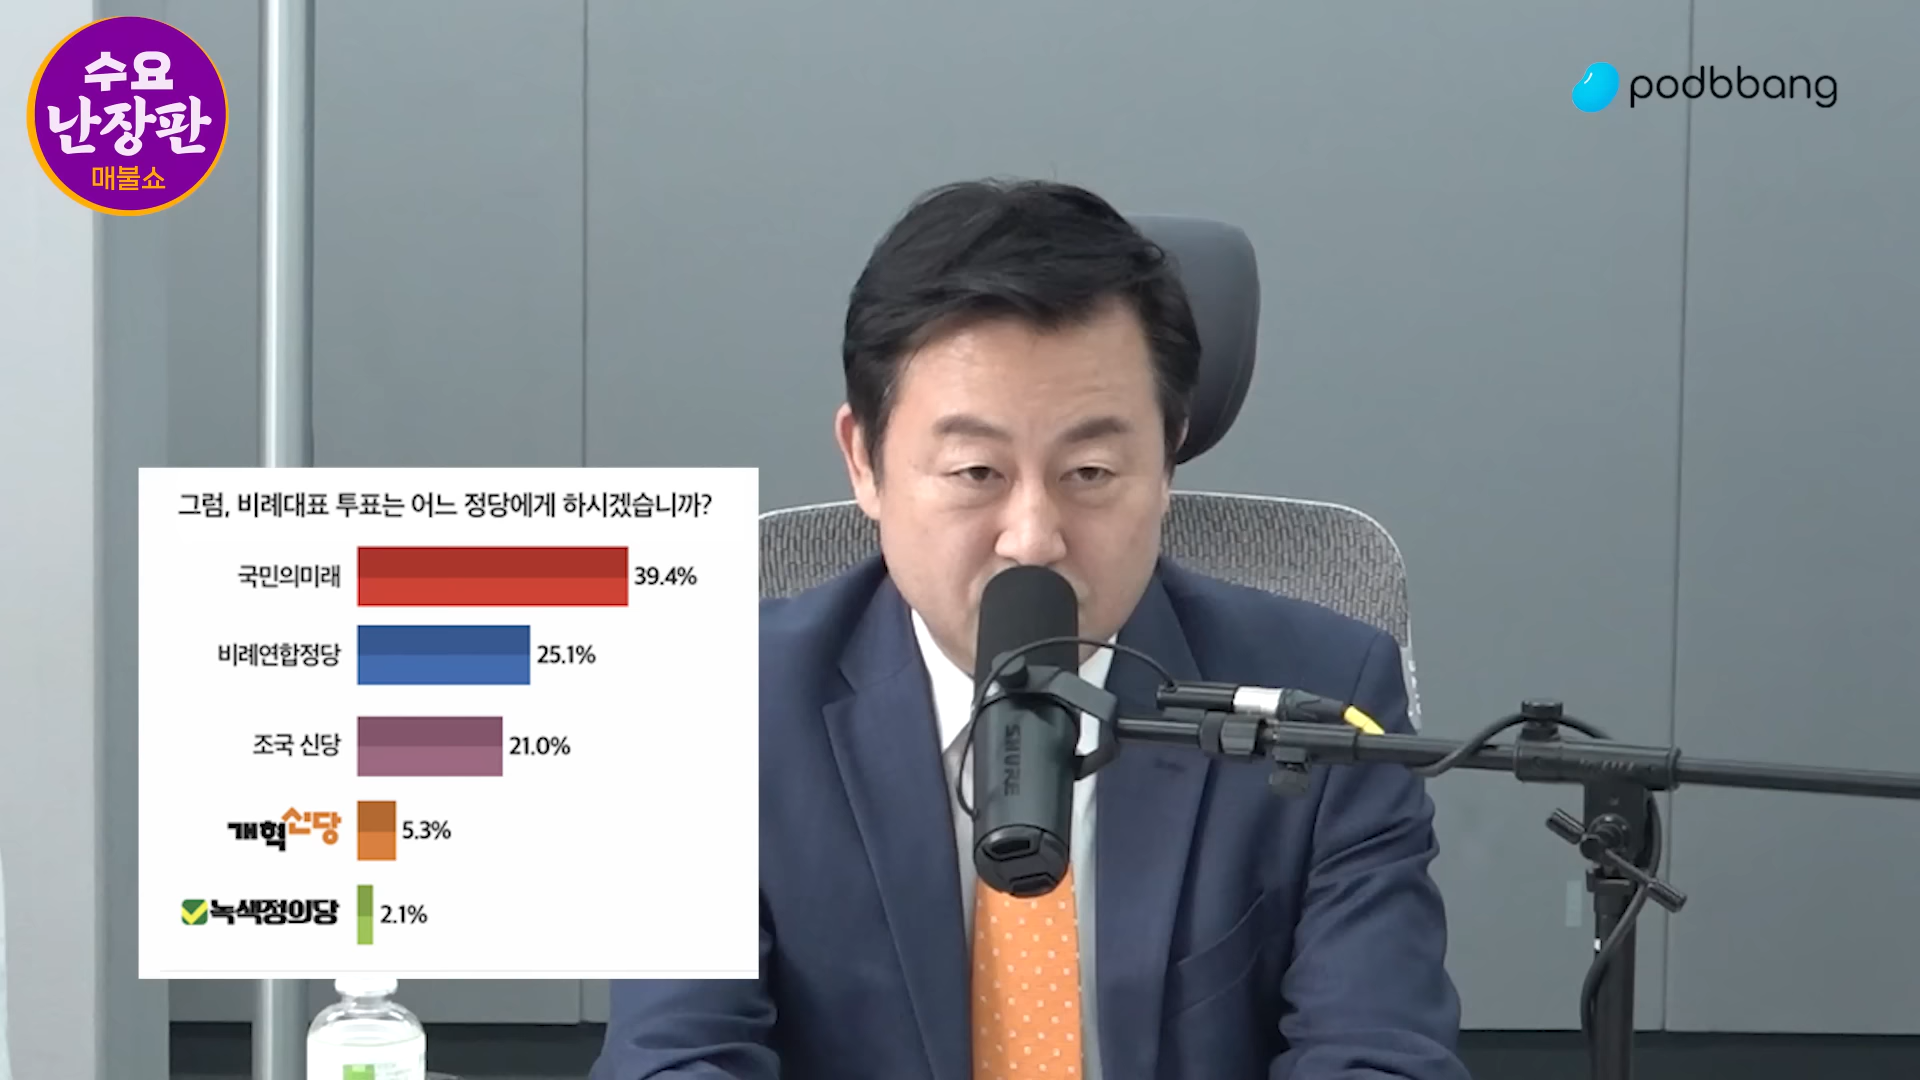 수요
난장판
매불쇼
podbbang
그럼, 비례대표 투표는 어느 정당에게 하시겠습니까?
국민의미래 39.4%
비례연합정당 25.1%
조국 신당 21.0%
개혁신당 5.3%
녹색정의당 2.1%
SHURE